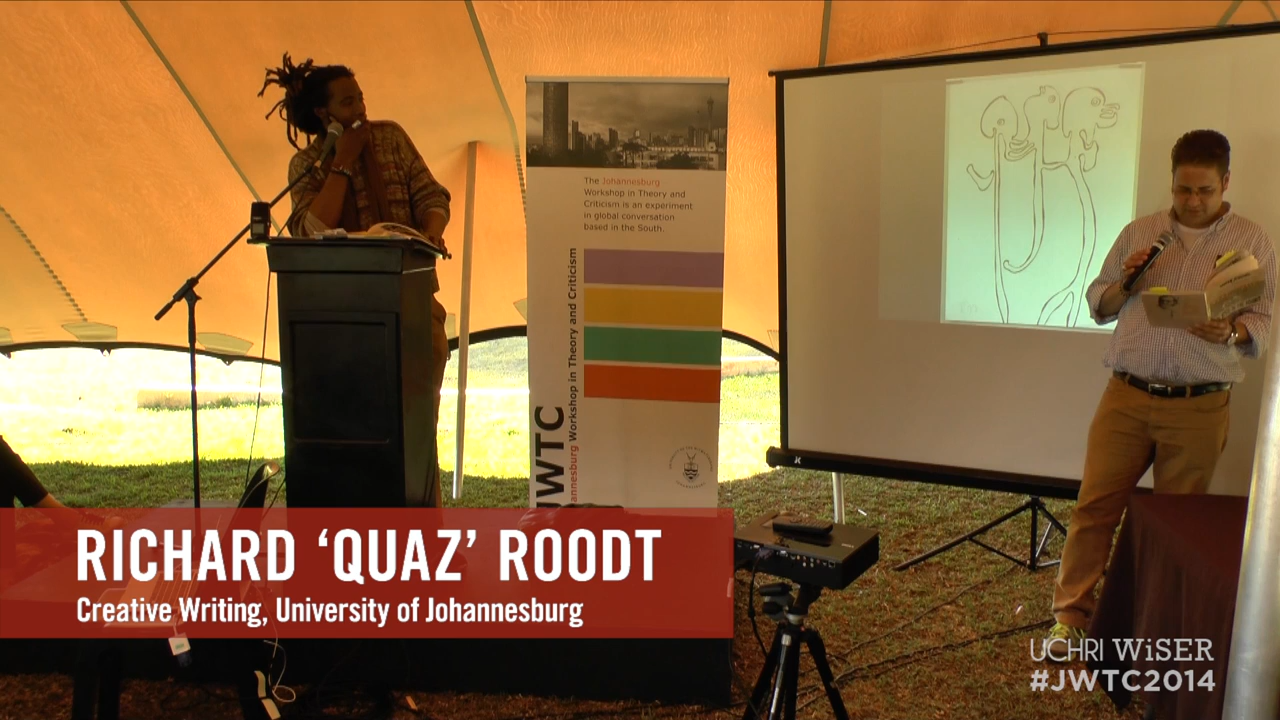 The Johannesburg
Workshop in Theory and
Criticism is an experiment
in global conversation
based in the South.
JWTC
Johannesburg Workshop in Theory and Criticism
RICHARD ‘QUAZ’ ROODT
Creative Writing, University of Johannesburg
UCHRI WiSER
#JWTC2014